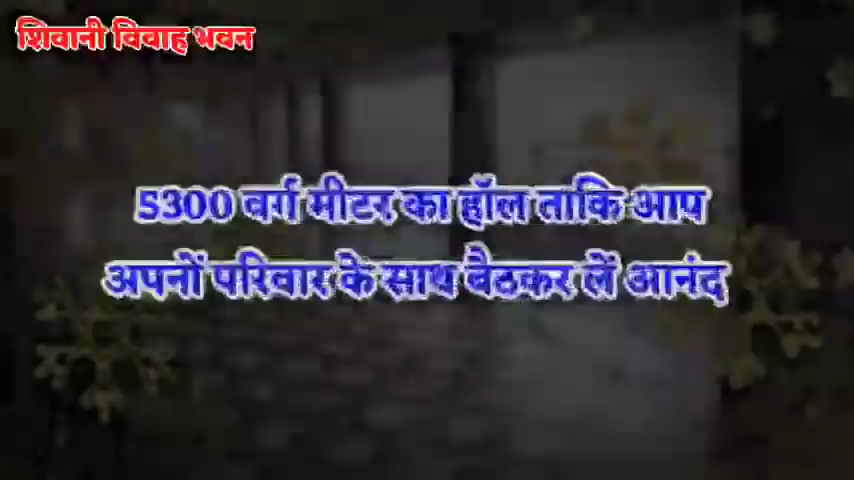 शिवानी विवाह भवन
5300 वर्ग मीटर का हॉल ताकि आप
अपनों परिवार के साथ बैठकर लें आनंद